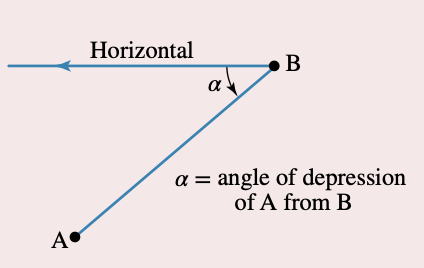 Horizontal
B
α
α = angle of depression
of A from B
A